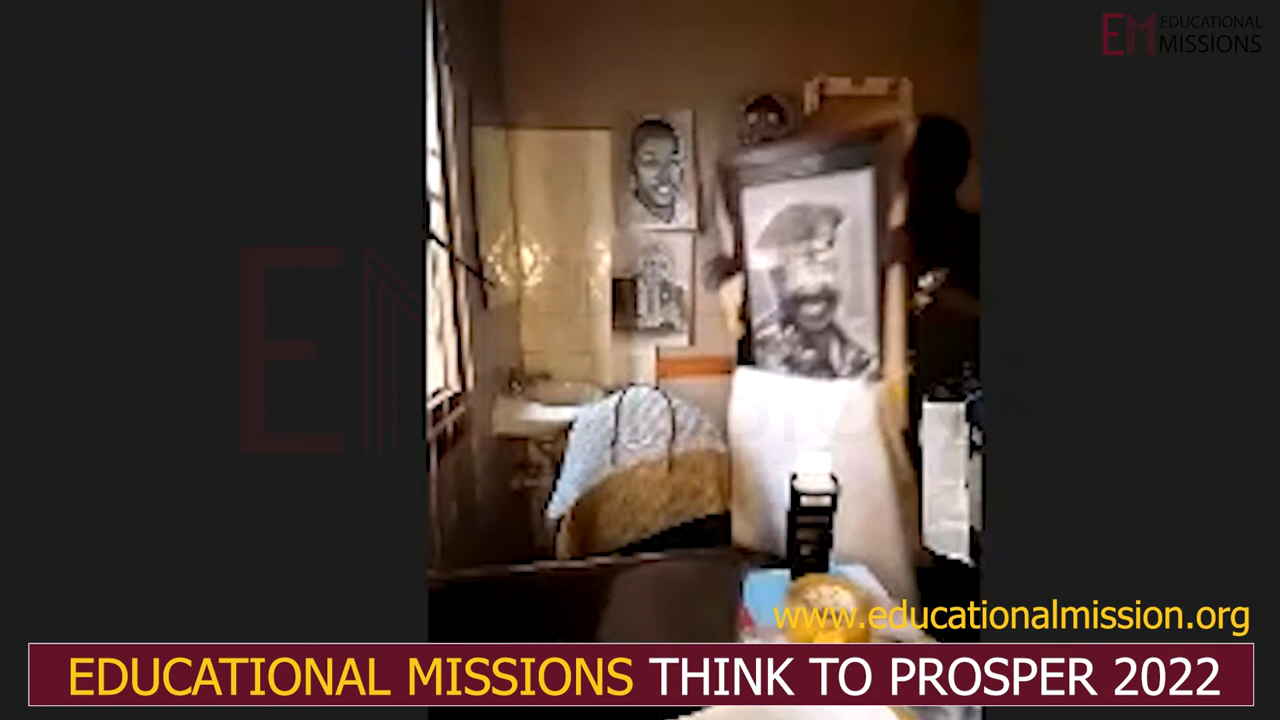 EM EDUCATIONAL
MISSIONS
www.educationalmission.org
EDUCATIONAL MISSIONS THINK TO PROSPER 2022